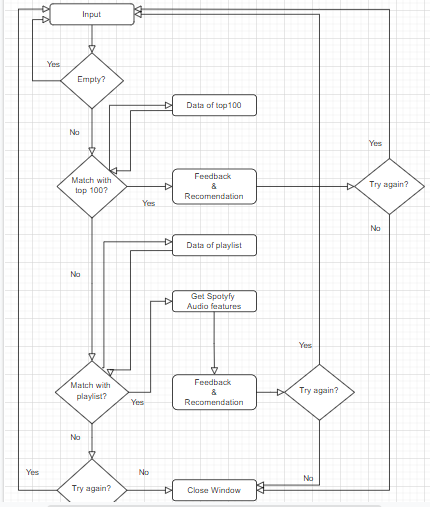 Input
Yes
Empty?
Data of top100
No
Yes
Match with
top 100?
Feedback
&
Recomendation
Try again?
Yes
No
Data of playlist
No
Get Spotyfy
Audio features
Yes
Match with
playlist?
Feedback
&
Recomendation
Try again?
Yes
No
Yes
No
No
Try again?
Close Window